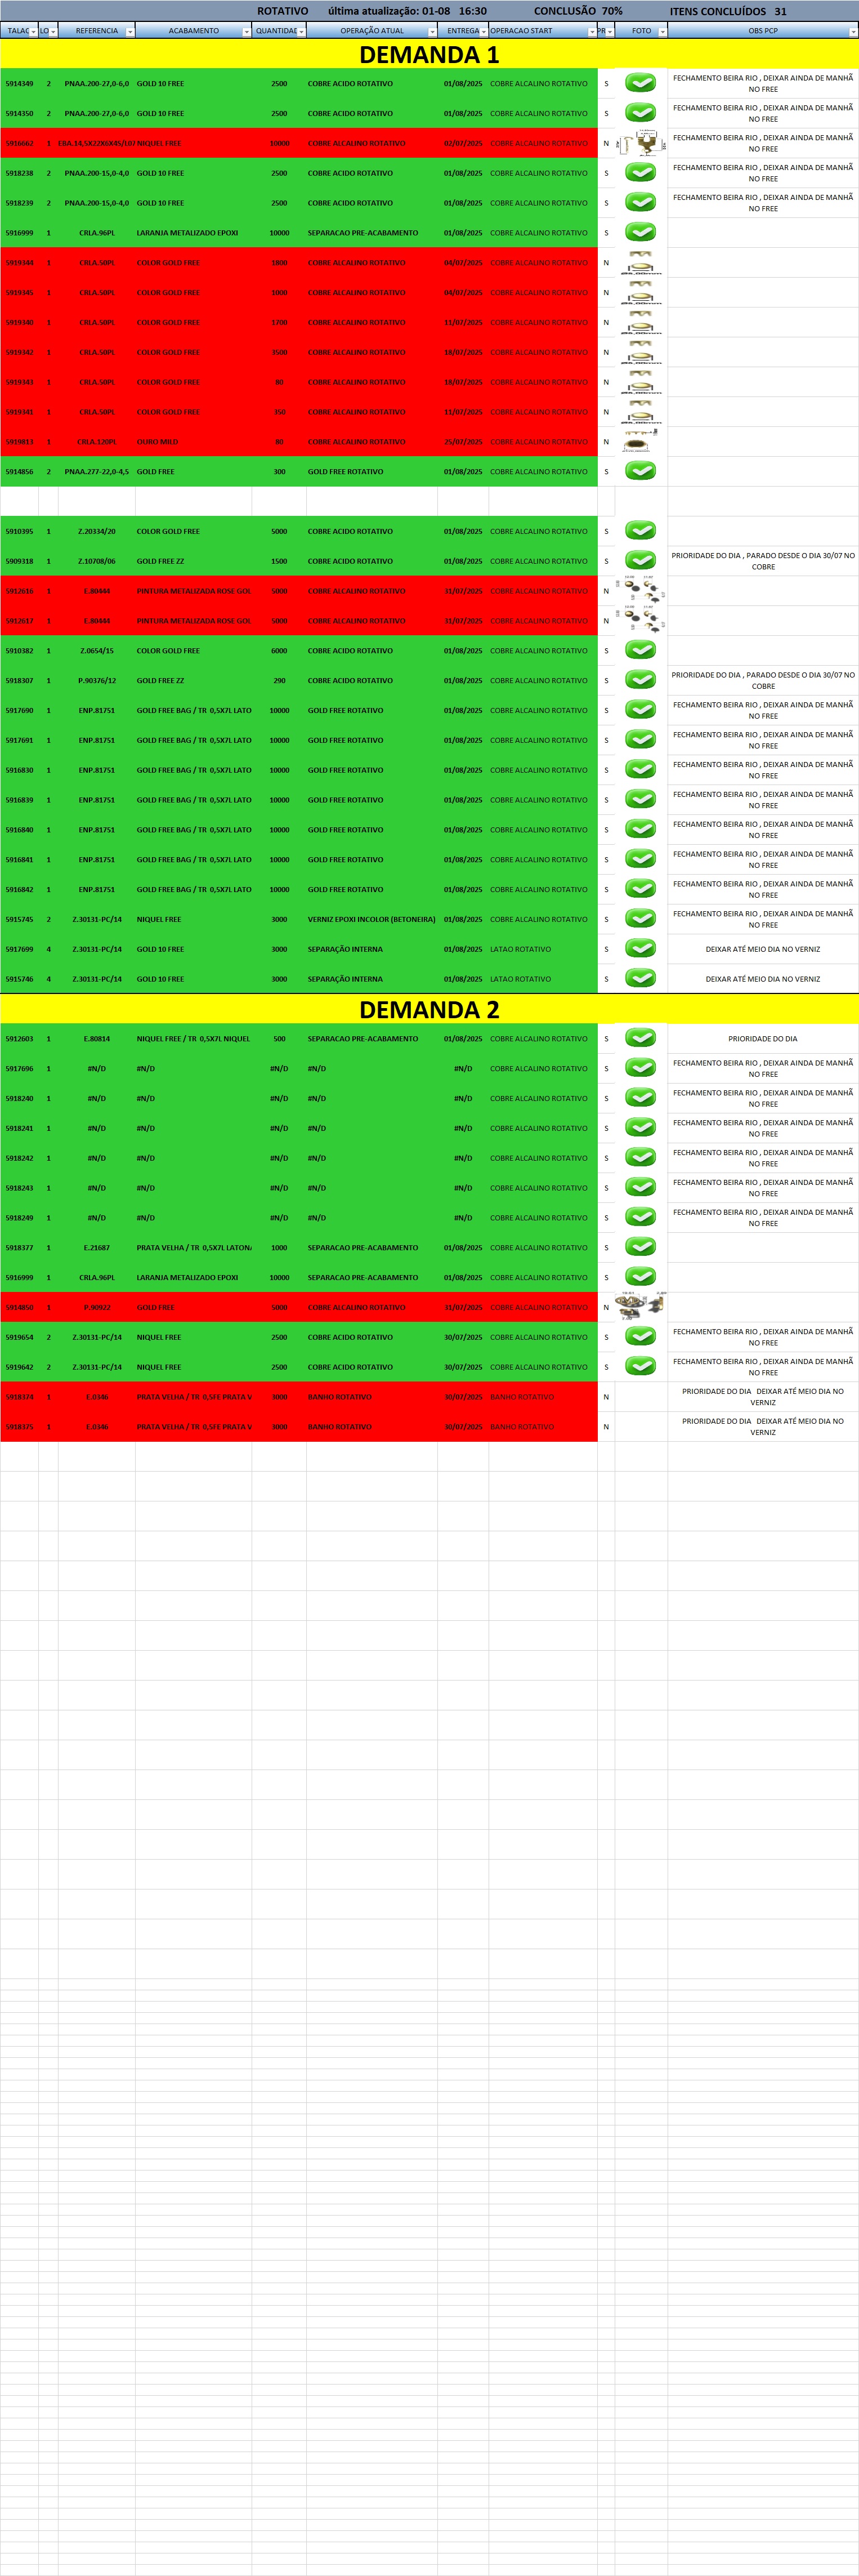 ROTATIVO última atualização: 01-08 16:30 CONCLUSÃO 70% ITENS CONCLUÍDOS 31
TALAC LO REFERENCIA ACABAMENTO QUANTIDAE OPERAÇÃO ATUAL ENTREGA OPERACAO START PR FOTO OBS PCP
DEMANDA 1
5914349 2 PNAA.200-27,0-6,0 GOLD 10 FREE 2500 COBRE ACIDO ROTATIVO 01/08/2025 COBRE ALCALINO ROTATIVO S FECHAMENTO BEIRA RIO , DEIXAR AINDA DE MANHÃ
NO FREE
5914350 2 PNAA.200-27,0-6,0 GOLD 10 FREE 2500 COBRE ACIDO ROTATIVO 01/08/2025 COBRE ALCALINO ROTATIVO S FECHAMENTO BEIRA RIO , DEIXAR AINDA DE MANHÃ
NO FREE
5916662 1 EBA.14,5X22X6X45/L07 NIQUEL FREE 10000 COBRE ALCALINO ROTATIVO 02/07/2025 COBRE ALCALINO ROTATIVO N FECHAMENTO BEIRA RIO , DEIXAR AINDA DE MANHÃ
NO FREE
5918238 2 PNAA.200-15,0-4,0 GOLD 10 FREE 2500 COBRE ACIDO ROTATIVO 01/08/2025 COBRE ALCALINO ROTATIVO S FECHAMENTO BEIRA RIO , DEIXAR AINDA DE MANHÃ
NO FREE
5918239 2 PNAA.200-15,0-4,0 GOLD 10 FREE 2500 COBRE ACIDO ROTATIVO 01/08/2025 COBRE ALCALINO ROTATIVO S FECHAMENTO BEIRA RIO , DEIXAR AINDA DE MANHÃ
NO FREE
5916999 1 CRLA.96PL LARANJA METALIZADO EPOXI 10000 SEPARACAO PRE-ACABAMENTO 01/08/2025 COBRE ALCALINO ROTATIVO S
5919344 1 CRLA.50PL COLOR GOLD FREE 1800 COBRE ALCALINO ROTATIVO 04/07/2025 COBRE ALCALINO ROTATIVO N
5919345 1 CRLA.50PL COLOR GOLD FREE 1900 COBRE ALCALINO ROTATIVO 04/07/2025 COBRE ALCALINO ROTATIVO N
5919340 1 CRLA.50PL COLOR GOLD FREE 1700 COBRE ALCALINO ROTATIVO 11/07/2025 COBRE ALCALINO ROTATIVO N
5919342 1 CRLA.50PL COLOR GOLD FREE 3500 COBRE ALCALINO ROTATIVO 18/07/2025 COBRE ALCALINO ROTATIVO N
5919343 1 CRLA.50PL COLOR GOLD FREE 80 COBRE ALCALINO ROTATIVO 18/07/2025 COBRE ALCALINO ROTATIVO N
5919341 1 CRLA.50PL COLOR GOLD FREE 350 COBRE ALCALINO ROTATIVO 11/07/2025 COBRE ALCALINO ROTATIVO N
5919813 1 CRLA.120PL OURO MILD 80 COBRE ALCALINO ROTATIVO 25/07/2025 COBRE ALCALINO ROTATIVO N
5914856 2 PNAA.277-22,0-4,5 GOLD FREE 300 GOLD FREE ROTATIVO 01/08/2025 COBRE ALCALINO ROTATIVO S
5910395 1 Z.20334/20 COLOR GOLD FREE 5000 COBRE ACIDO ROTATIVO 01/08/2025 COBRE ALCALINO ROTATIVO S
5909318 1 Z.10708/06 GOLD FREE ZZ 1500 COBRE ACIDO ROTATIVO 01/08/2025 COBRE ALCALINO ROTATIVO S PRIORIDADE DO DIA , PARADO DESDE O DIA 30/07 NO
COBRE
5912616 1 E.80444 PINTURA METALIZADA ROSE GOL 5000 COBRE ALCALINO ROTATIVO 31/07/2025 COBRE ALCALINO ROTATIVO N
5912617 1 E.80444 PINTURA METALIZADA ROSE GOL 5000 COBRE ALCALINO ROTATIVO 31/07/2025 COBRE ALCALINO ROTATIVO N
5910382 1 Z.0654/15 COLOR GOLD FREE 6000 COBRE ACIDO ROTATIVO 01/08/2025 COBRE ALCALINO ROTATIVO S
5918307 1 P.90376/12 GOLD FREE ZZ 290 COBRE ACIDO ROTATIVO 01/08/2025 COBRE ALCALINO ROTATIVO S PRIORIDADE DO DIA , PARADO DESDE O DIA 30/07 NO
COBRE
5917690 1 ENP.81751 GOLD FREE BAG / TR 0,5X7L LATO 10000 GOLD FREE ROTATIVO 01/08/2025 COBRE ALCALINO ROTATIVO S FECHAMENTO BEIRA RIO , DEIXAR AINDA DE MANHÃ
NO FREE
5917691 1 ENP.81751 GOLD FREE BAG / TR 0,5X7L LATO 10000 GOLD FREE ROTATIVO 01/08/2025 COBRE ALCALINO ROTATIVO S FECHAMENTO BEIRA RIO , DEIXAR AINDA DE MANHÃ
NO FREE
5916830 1 ENP.81751 GOLD FREE BAG / TR 0,5X7L LATO 10000 GOLD FREE ROTATIVO 01/08/2025 COBRE ALCALINO ROTATIVO S FECHAMENTO BEIRA RIO , DEIXAR AINDA DE MANHÃ
NO FREE
5916839 1 ENP.81751 GOLD FREE BAG / TR 0,5X7L LATO 10000 GOLD FREE ROTATIVO 01/08/2025 COBRE ALCALINO ROTATIVO S FECHAMENTO BEIRA RIO , DEIXAR AINDA DE MANHÃ
NO FREE
5916840 1 ENP.81751 GOLD FREE BAG / TR 0,5X7L LATO 10000 GOLD FREE ROTATIVO 01/08/2025 COBRE ALCALINO ROTATIVO S FECHAMENTO BEIRA RIO , DEIXAR AINDA DE MANHÃ
NO FREE
5916841 1 ENP.81751 GOLD FREE BAG / TR 0,5X7L LATO 10000 GOLD FREE ROTATIVO 01/08/2025 COBRE ALCALINO ROTATIVO S FECHAMENTO BEIRA RIO , DEIXAR AINDA DE MANHÃ
NO FREE
5916842 1 ENP.81751 GOLD FREE BAG / TR 0,5X7L LATO 10000 GOLD FREE ROTATIVO 01/08/2025 COBRE ALCALINO ROTATIVO S FECHAMENTO BEIRA RIO , DEIXAR AINDA DE MANHÃ
NO FREE
5915745 2 Z.30131-PC/14 NIQUEL FREE 3000 VERNIZ EPOXI INCOLOR (BETONEIRA) 01/08/2025 COBRE ALCALINO ROTATIVO S FECHAMENTO BEIRA RIO , DEIXAR AINDA DE MANHÃ
NO FREE
5917699 4 Z.30131-PC/14 GOLD 10 FREE 3000 SEPARAÇÃO INTERNA 01/08/2025 LATAO ROTATIVO S DEIXAR ATÉ MEIO DIA NO VERNIZ
5915746 4 Z.30131-PC/14 GOLD 10 FREE 3000 SEPARAÇÃO INTERNA 01/08/2025 LATAO ROTATIVO S DEIXAR ATÉ MEIO DIA NO VERNIZ
DEMANDA 2
5912603 1 E.80814 NIQUEL FREE / TR 0,5X7L NIQUEL 500 SEPARACAO PRE-ACABAMENTO 01/08/2025 COBRE ALCALINO ROTATIVO S PRIORIDADE DO DIA
5917696 1 #N/D #N/D #N/D #N/D #N/D COBRE ALCALINO ROTATIVO S FECHAMENTO BEIRA RIO , DEIXAR AINDA DE MANHÃ
NO FREE
5918240 1 #N/D #N/D #N/D #N/D #N/D COBRE ALCALINO ROTATIVO S FECHAMENTO BEIRA RIO , DEIXAR AINDA DE MANHÃ
NO FREE
5918241 1 #N/D #N/D #N/D #N/D #N/D COBRE ALCALINO ROTATIVO S FECHAMENTO BEIRA RIO , DEIXAR AINDA DE MANHÃ
NO FREE
5918242 1 #N/D #N/D #N/D #N/D #N/D COBRE ALCALINO ROTATIVO S FECHAMENTO BEIRA RIO , DEIXAR AINDA DE MANHÃ
NO FREE
5918243 1 #N/D #N/D #N/D #N/D #N/D COBRE ALCALINO ROTATIVO S FECHAMENTO BEIRA RIO , DEIXAR AINDA DE MANHÃ
NO FREE
5918249 1 #N/D #N/D #N/D #N/D #N/D COBRE ALCALINO ROTATIVO S FECHAMENTO BEIRA RIO , DEIXAR AINDA DE MANHÃ
NO FREE
5918377 1 E.21687 PRATA VELHA / TR 0,5X7L LATON 1000 SEPARACAO PRE-ACABAMENTO 01/08/2025 COBRE ALCALINO ROTATIVO S
5916999 1 CRLA.96PL LARANJA METALIZADO EPOXI 10000 SEPARACAO PRE-ACABAMENTO 01/08/2025 COBRE ALCALINO ROTATIVO S
5914850 1 P.90922 GOLD FREE 5000 COBRE ALCALINO ROTATIVO 31/07/2025 COBRE ALCALINO ROTATIVO N
5919654 2 Z.30131-PC/14 NIQUEL FREE 2500 COBRE ACIDO ROTATIVO 30/07/2025 COBRE ALCALINO ROTATIVO S FECHAMENTO BEIRA RIO , DEIXAR AINDA DE MANHÃ
NO FREE
5919642 2 Z.30131-PC/14 NIQUEL FREE 2500 COBRE ACIDO ROTATIVO 30/07/2025 COBRE ALCALINO ROTATIVO S FECHAMENTO BEIRA RIO , DEIXAR AINDA DE MANHÃ
NO FREE
5918374 1 E.0346 PRATA VELHA / TR 0,5FE PRATA V 3000 BANHO ROTATIVO 30/07/2025 BANHO ROTATIVO N PRIORIDADE DO DIA DEIXAR ATÉ MEIO DIA NO
VERNIZ
5918375 1 E.0346 PRATA VELHA / TR 0,5FE PRATA V 3000 BANHO ROTATIVO 30/07/2025 BANHO ROTATIVO N PRIORIDADE DO DIA DEIXAR ATÉ MEIO DIA NO
VERNIZ